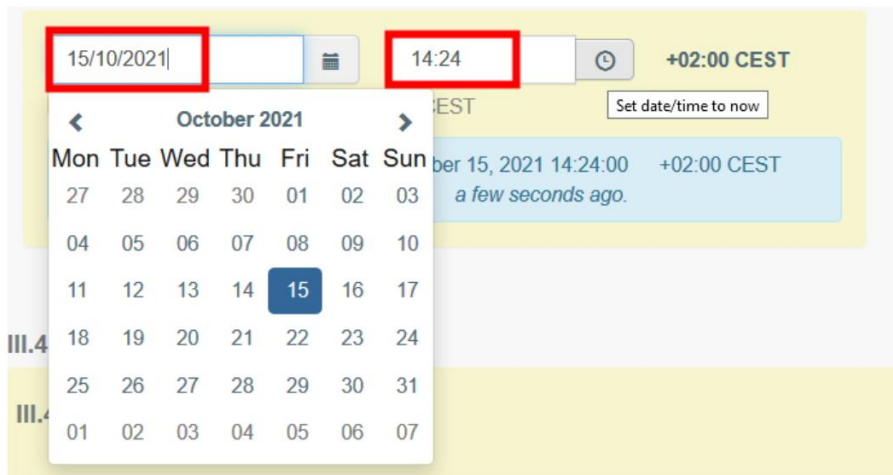 15/10/2021 14:24 +02:00 CEST
CEST Set date/time to now
October 2021
Mon Tue Wed Thu Fri Sat Sun
27 28 29 30 01 02 03
04 05 06 07 08 09 10
11 12 13 14 15 16 17
18 19 20 21 22 23 24
25 26 27 28 29 30 31
01 02 03 04 05 06 07
ber 15, 2021 14:24:00 +02:00 CEST
a few seconds ago.
III.4
III.4